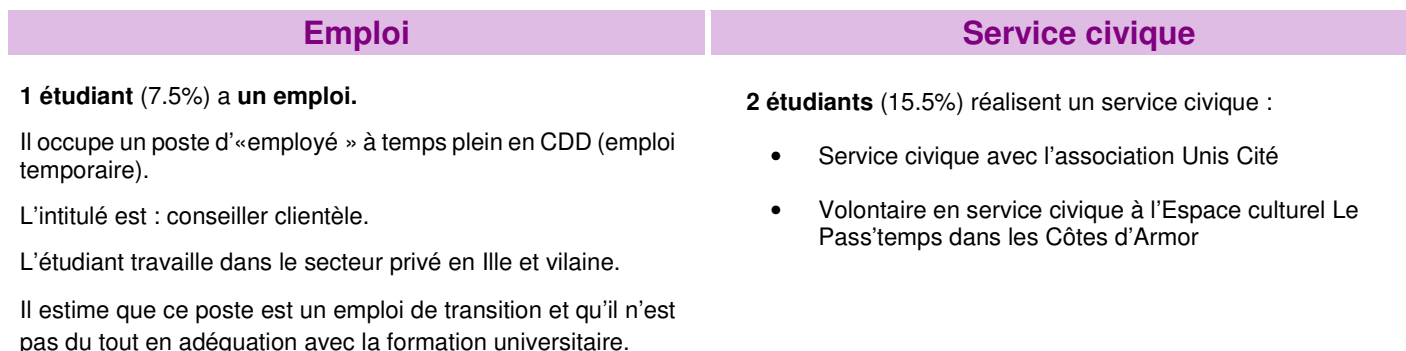 Emploi
1 étudiant (7.5%) a un emploi.
Il occupe un poste d'«employé » à temps plein en CDD (emploi
temporaire).
L'intitulé est : conseiller clientèle.
L'étudiant travaille dans le secteur privé en Ille et vilaine.
Il estime que ce poste est un emploi de transition et qu'il n'est
pas du tout en adéquation avec la formation universitaire.
Service civique
2 étudiants (15.5%) réalisent un service civique :
• Service civique avec l'association Unis Cité
• Volontaire en service civique à l'Espace culturel Le
Pass'temps dans les Côtes d'Armor